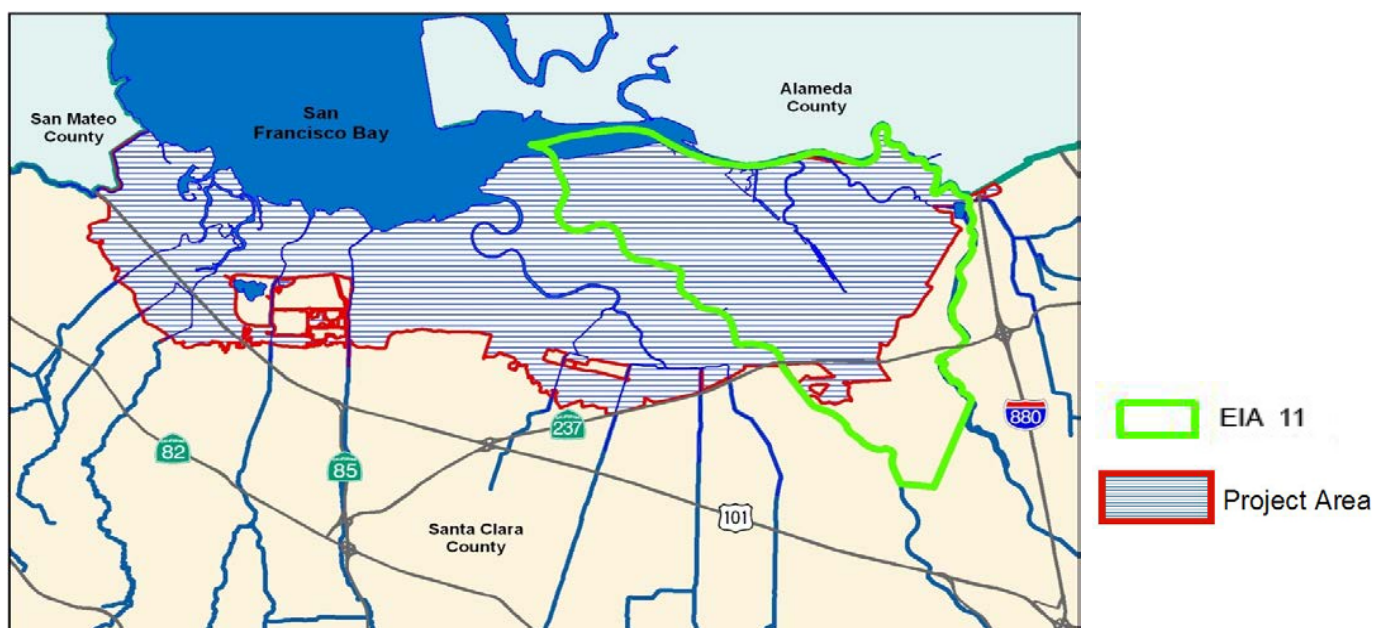 San Mateo
County
San
Francisco Bay
Alameda
County
82
85
237
Santa Clara
County
101
880
EIA 11
Project Area